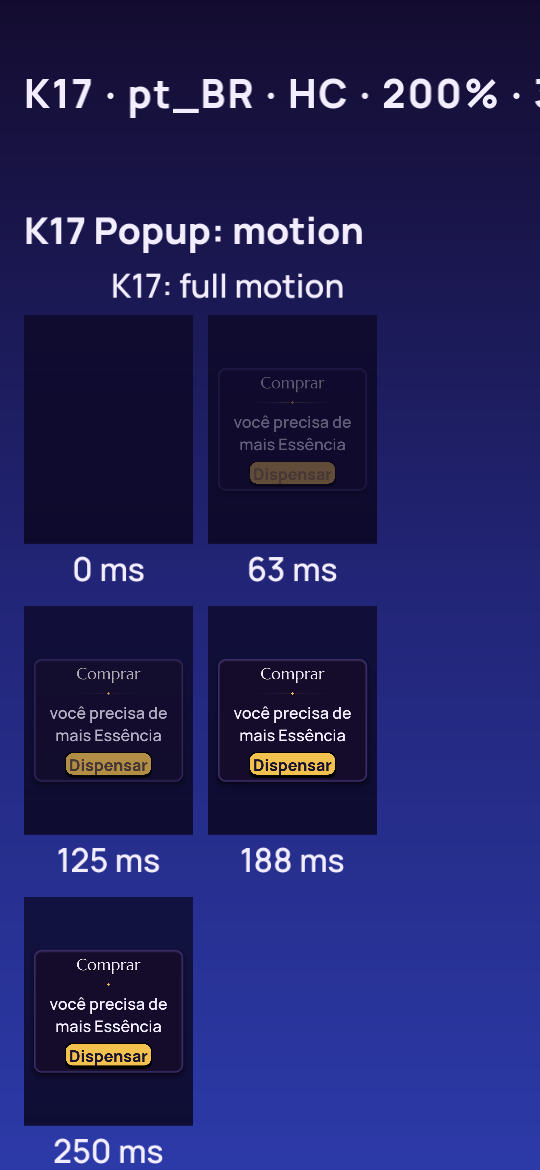 K17 · pt_BR · HC · 200% ·
K17 Popup: motion
K17: full motion
Comprar
você precisa de
mais Essência
Dispensar
0 ms
63 ms
Comprar
você precisa de
mais Essência
Dispensar
Comprar
você precisa de
mais Essência
Dispensar
125 ms
188 ms
Comprar
você precisa de
mais Essência
Dispensar
250 ms